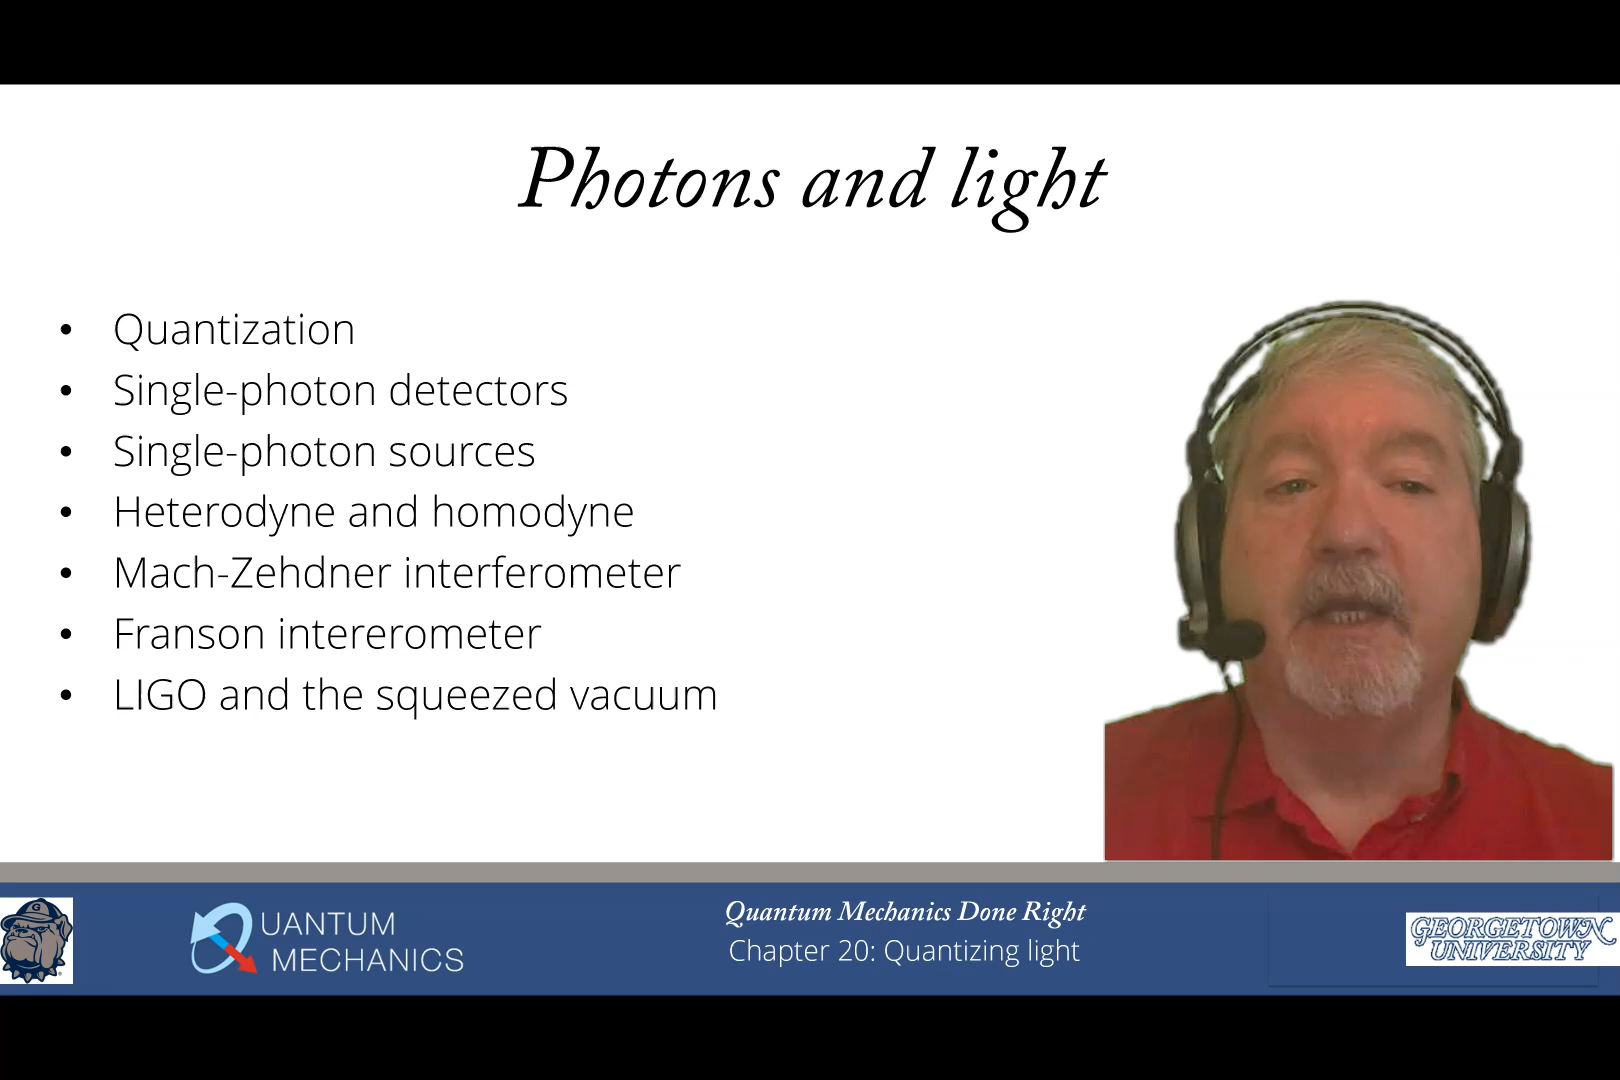 Photons and light
• Quantization
• Single-photon detectors
• Single-photon sources
• Heterodyne and homodyne
• Mach-Zehdner interferometer
• Franson intererometer
• LIGO and the squeezed vacuum
G
QUANTUM
MECHANICS
Quantum Mechanics Done Right
Chapter 20: Quantizing light
GEORGETOWN
UNIVERSITY